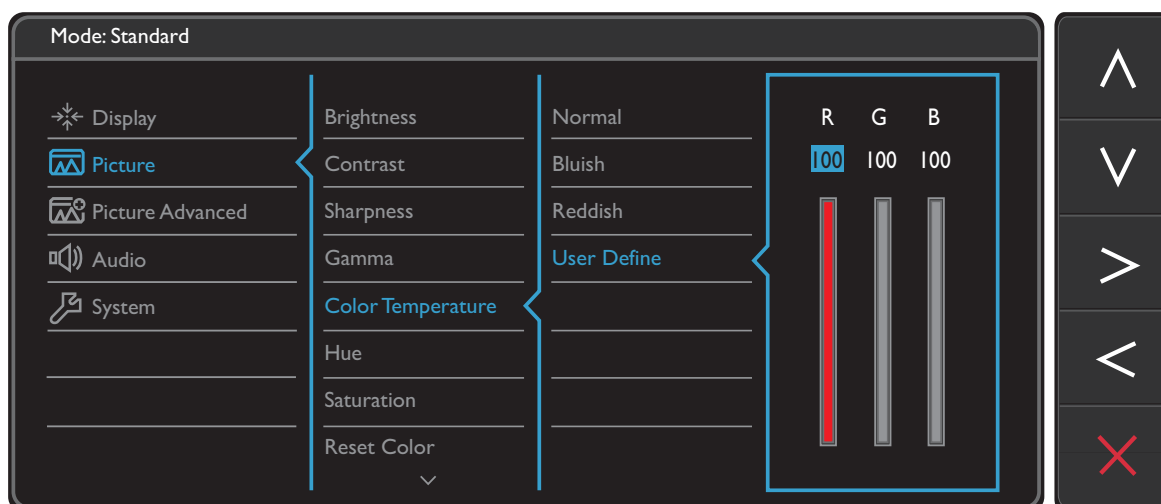 Mode: Standard
Display
Picture
Picture Advanced
Audio
System
Brightness
Contrast
Sharpness
Gamma
Color Temperature
Hue
Saturation
Reset Color
Normal
Bluish
Reddish
User Define
R G B
100 100 100